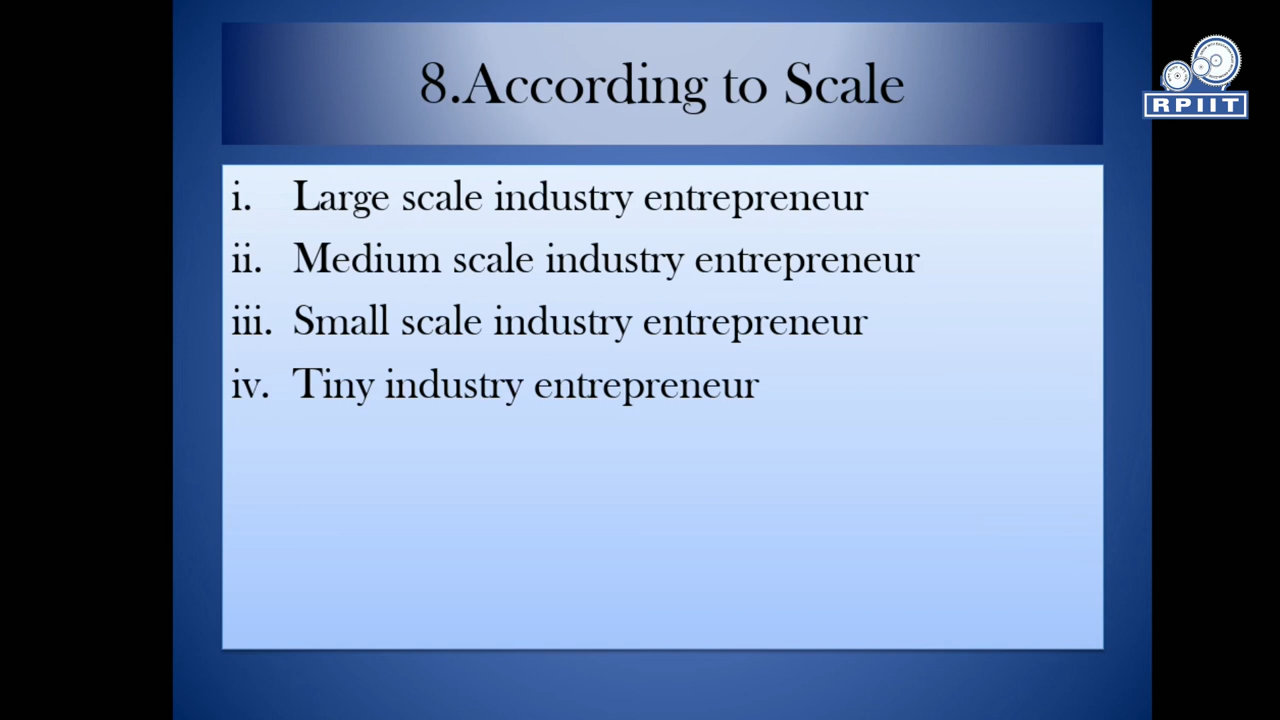 8.According to Scale
RPIIT
i. Large scale industry entrepreneur
ii. Medium scale industry entrepreneur
iii. Small scale industry entrepreneur
iv. Tiny industry entrepreneur